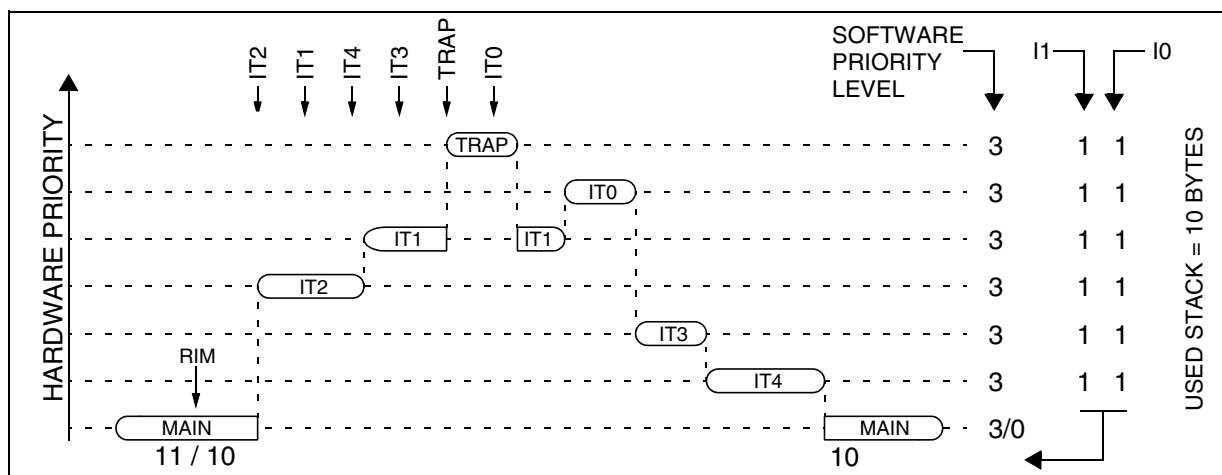 IT2
IT1
IT4
IT3
TRAP
IT0
SOFTWARE
PRIORITY
LEVEL
I1
I0
HARDWARE PRIORITY
TRAP
3
1 1
IT0
3
1 1
IT1
IT1
3
1 1
IT2
3
1 1
IT3
3
1 1
RIM
IT4
3
1 1
MAIN
MAIN
3/0
11 / 10
10
USED STACK = 10 BYTES